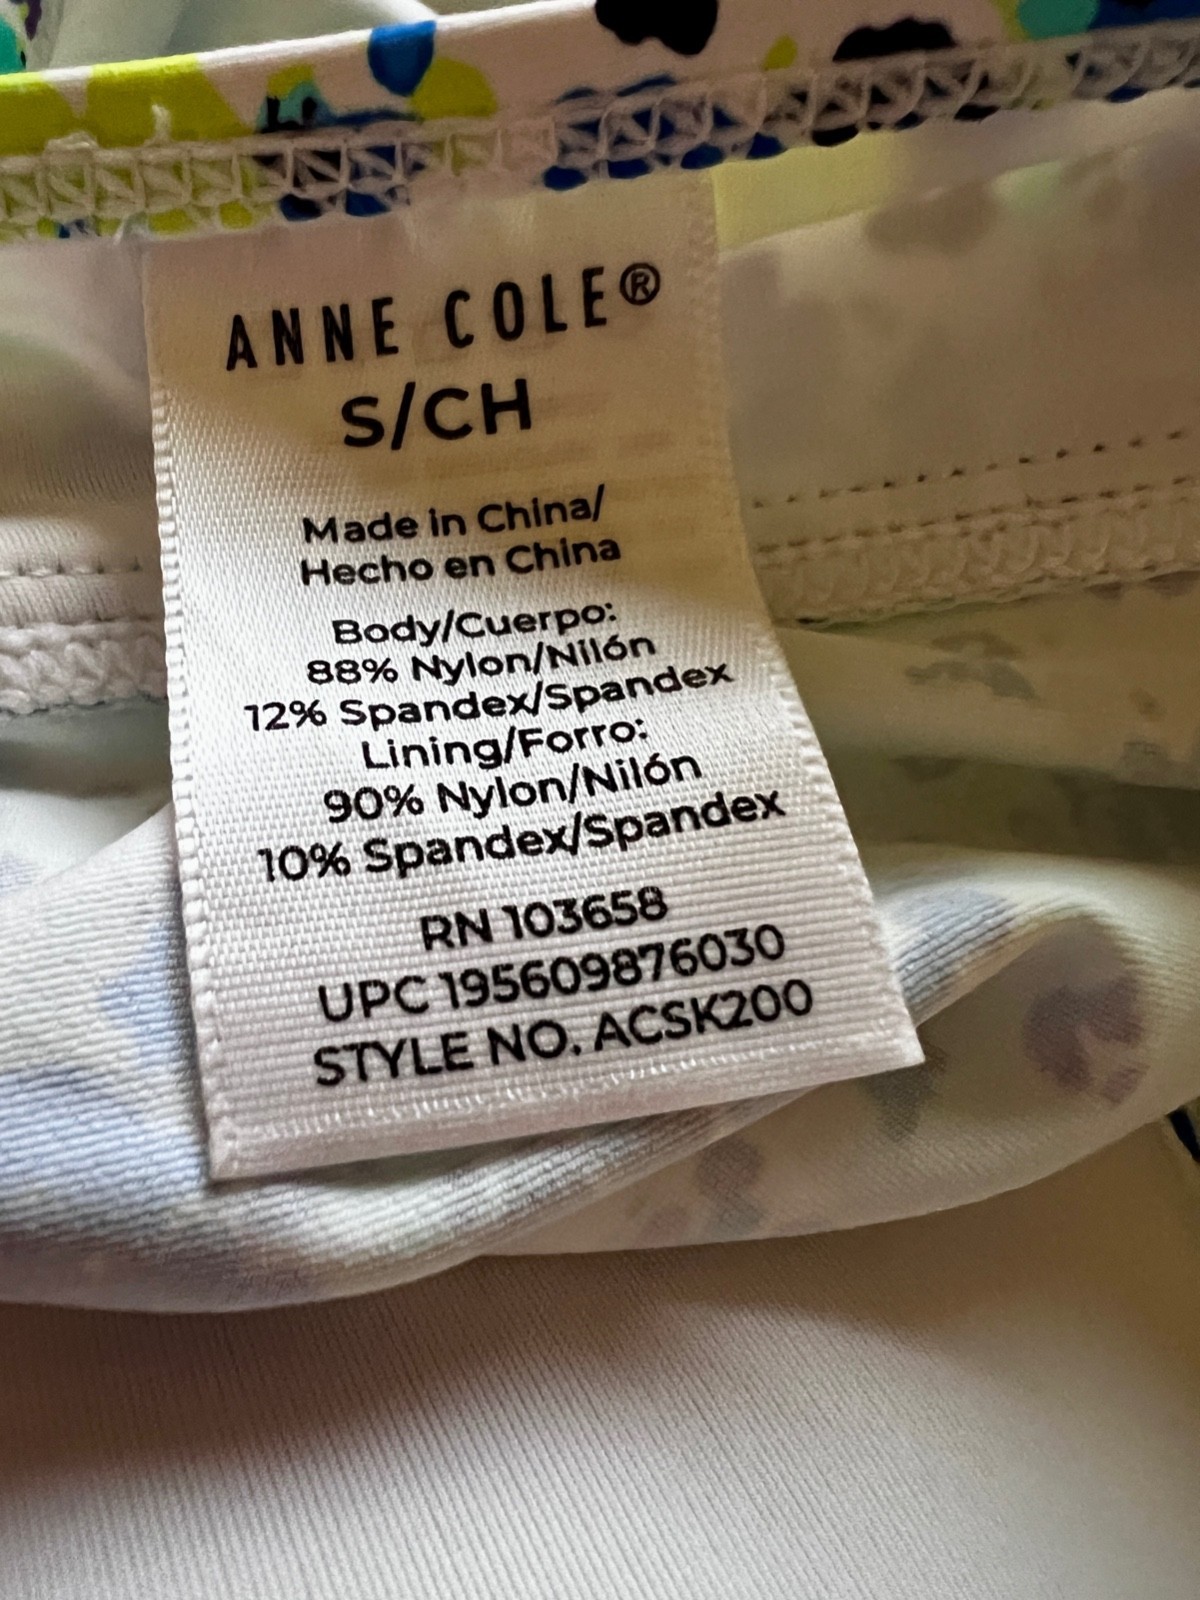 ANNE COLE®
S/CH
Made in China/
Hecho en China
Body/Cuerpo:
88% Nylon/Nilón
12% Spandex/Spandex
Lining/Forro:
90% Nylon/Nilón
10% Spandex/Spandex
RN 103658
UPC 195609876030
STYLE NO. ACSK200